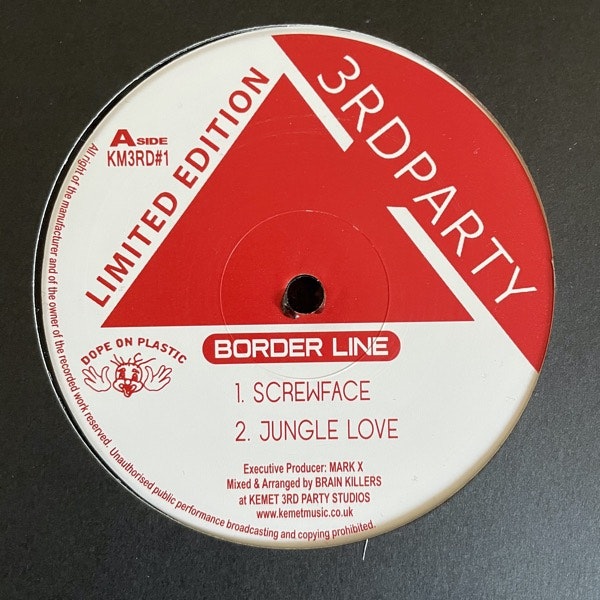 LIMITED EDITION
3RDPARTY
A SIDE
KM3RD#1
DOPE ON PLASTIC
BORDER LINE
1. SCREWFACE
2. JUNGLE LOVE
Executive Producer: MARK X
Mixed & Arranged by BRAIN KILLERS
at KEMET 3RD PARTY STUDIOS
www.kemetmusic.co.uk
All right of the manufacturer and of the owner of the recorded work reserved. Unauthorised public performance broadcasting and copying prohibited.